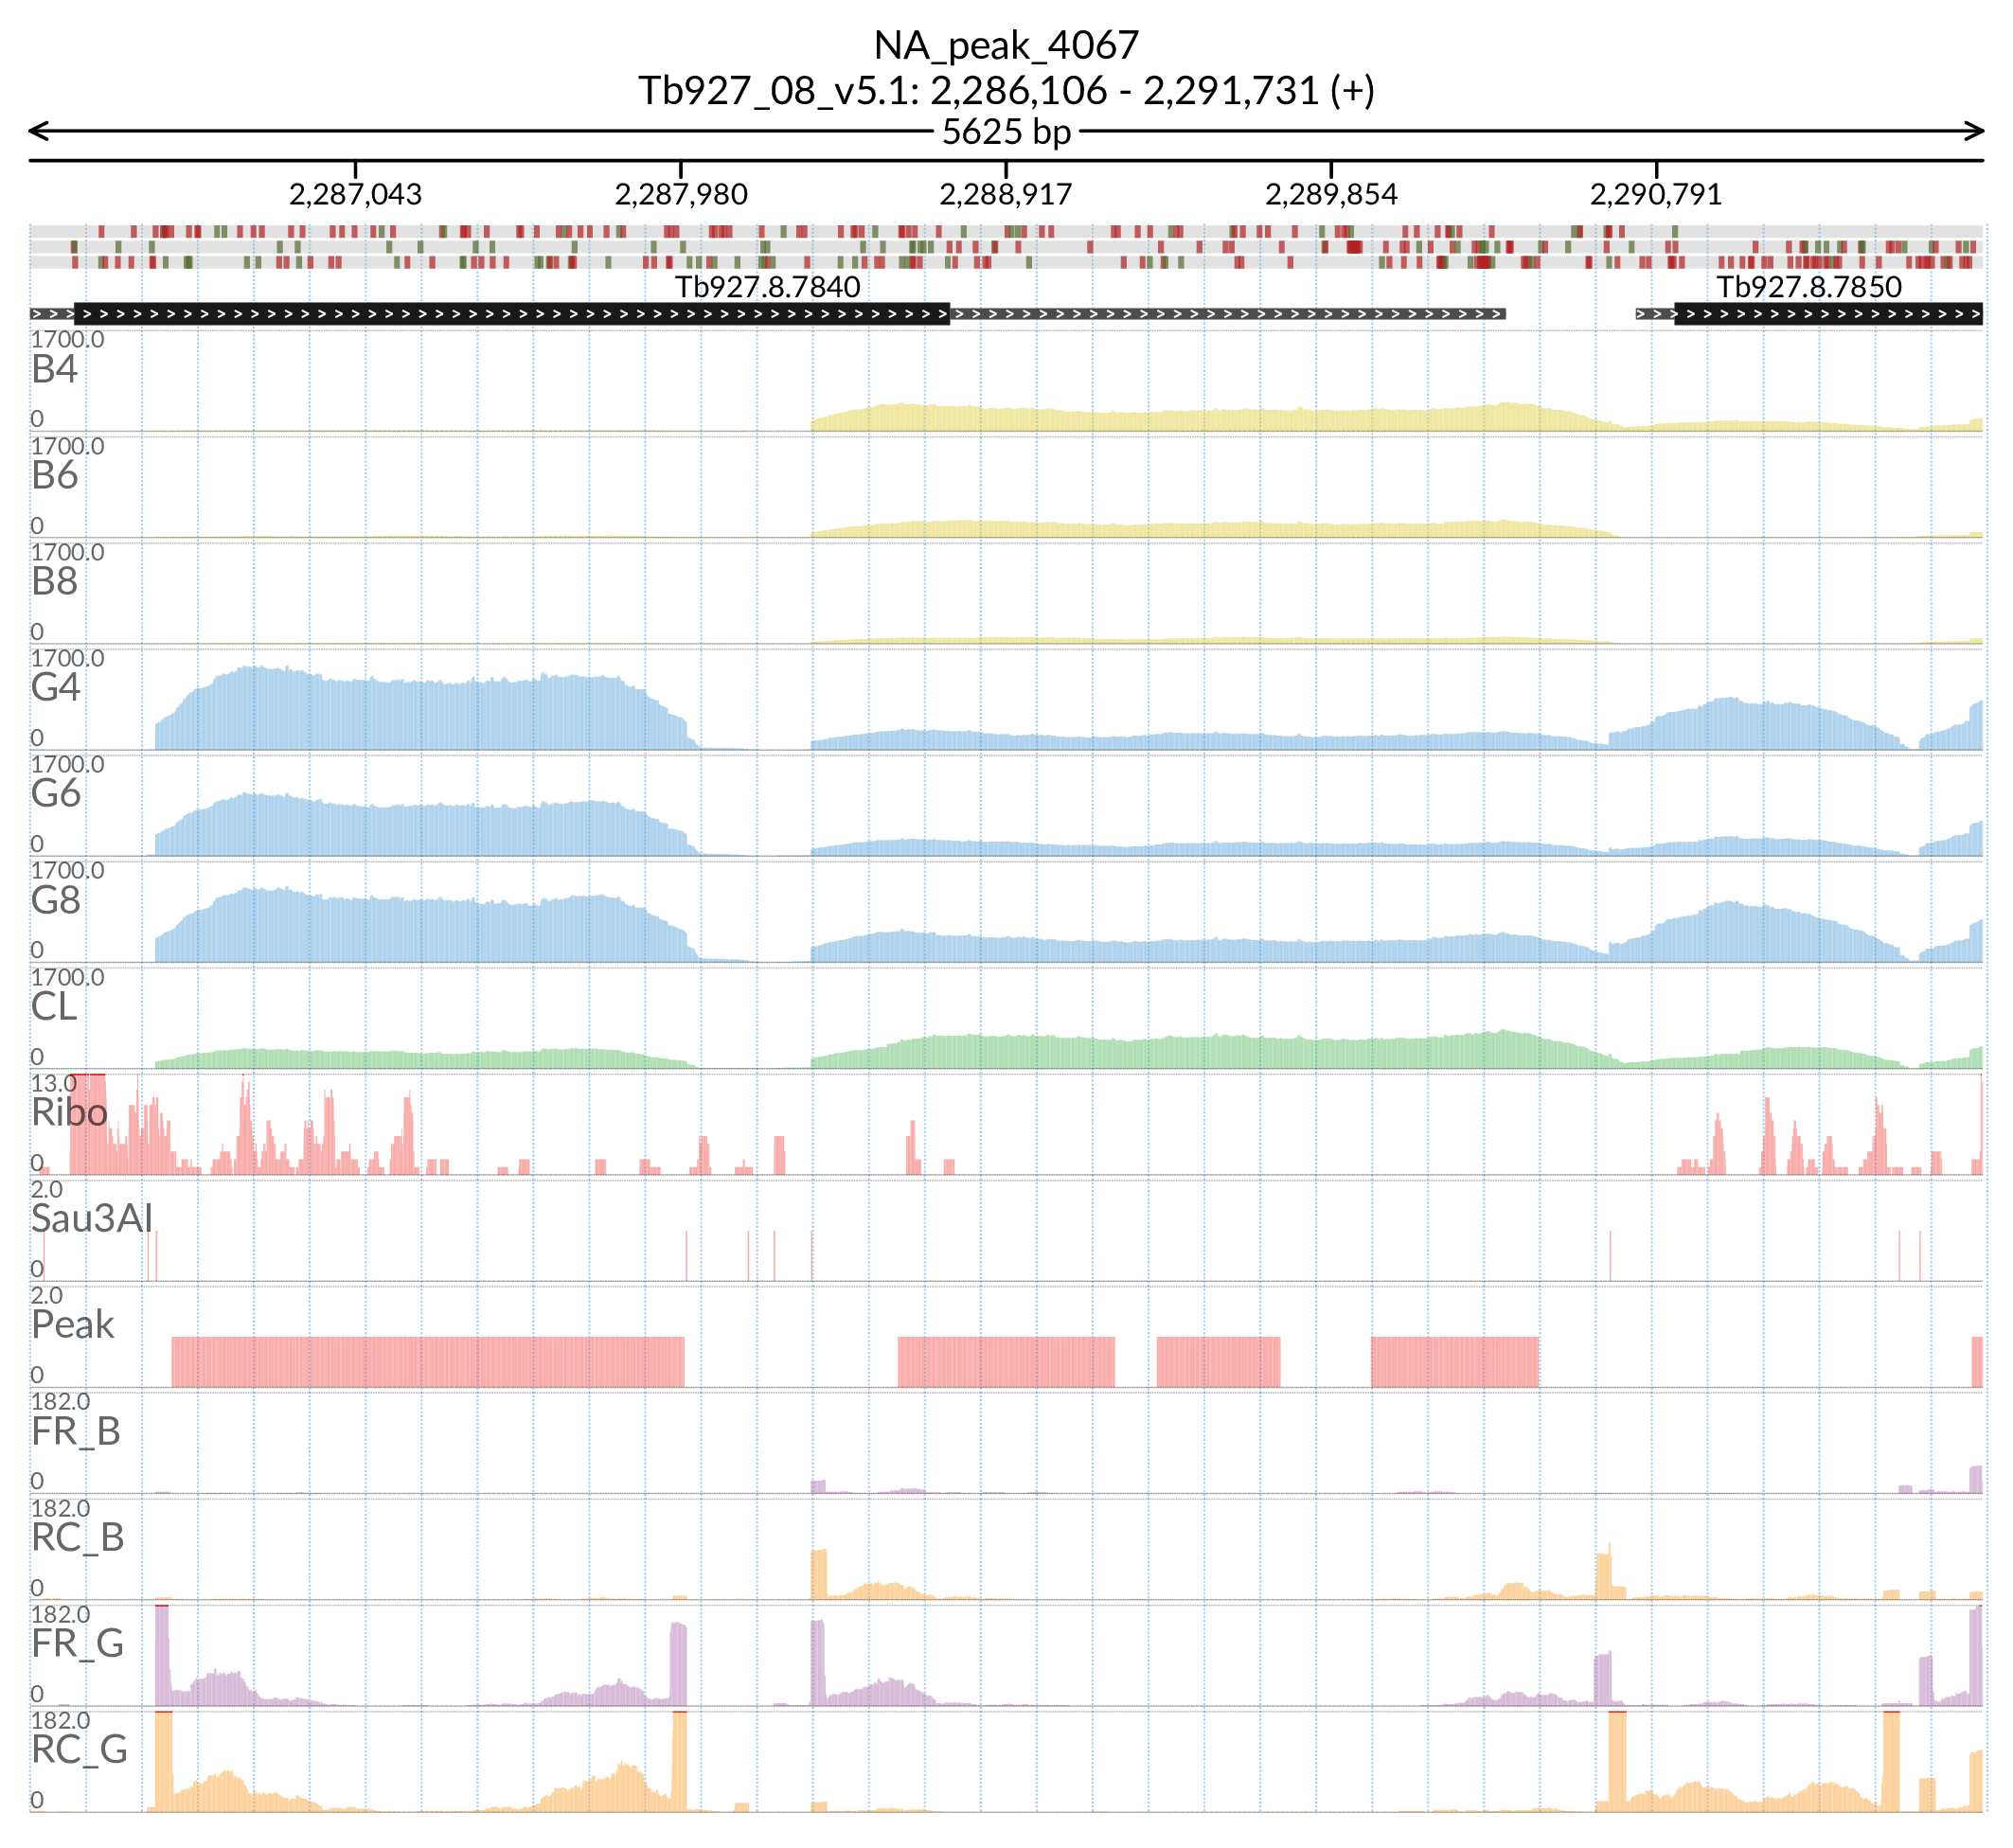 NA_peak_4067
Tb927_08_v5.1: 2,286,106 - 2,291,731 (+)
5625 bp
2,287,043 2,287,980 2,288,917 2,289,854 2,290,791
Tb927.8.7840 Tb927.8.7850
1700.0
B4
0
1700.0
B6
0
1700.0
B8
0
1700.0
G4
0
1700.0
G6
0
1700.0
G8
0
1700.0
CL
0
13.0
Ribo
0
2.0
Sau3AI
0
2.0
Peak
0
182.0
FR_B
0
182.0
RC_B
0
182.0
FR_G
0
182.0
RC_G
0